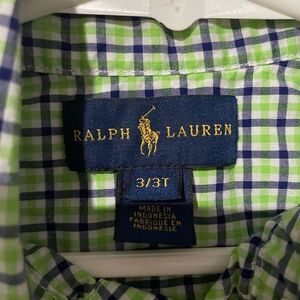 RALPH LAUREN
3/3T
MADE IN
INDONESIA
FABRIQUÉ EN
INDONÉSIE